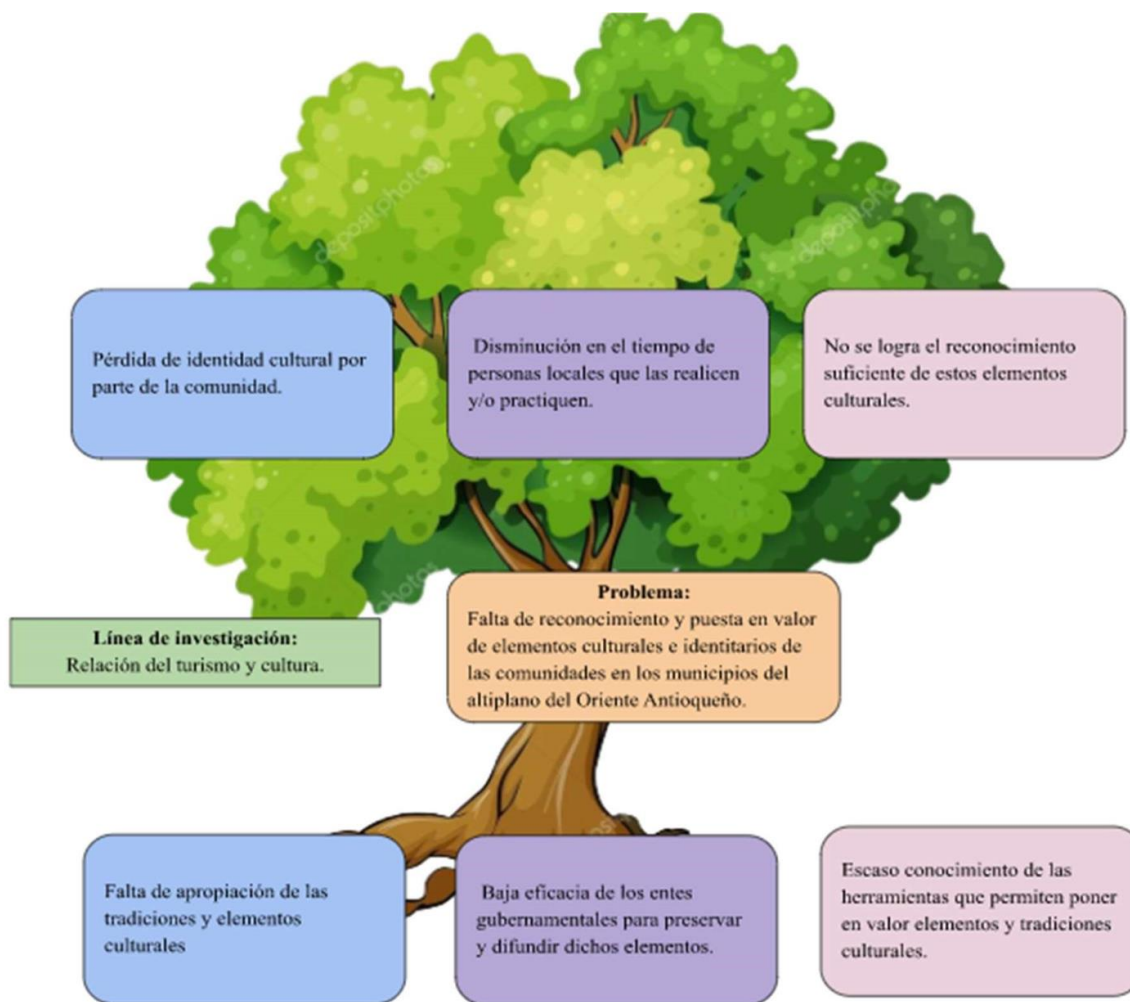 depositphotos
depositphotos
Pérdida de identidad cultural por
parte de la comunidad.
Disminución en el tiempo de
personas locales que las realicen
y/o practiquen.
No se logra el reconocimiento
suficiente de estos elementos
culturales.
Línea de investigación:
Relación del turismo y cultura.
Problema:
Falta de reconocimiento y puesta en valor
de elementos culturales e identitarios de
las comunidades en los municipios del
altiplano del Oriente Antioqueño.
Falta de apropiación de las
tradiciones y elementos
culturales
Baja eficacia de los entes
gubernamentales para preservar
y difundir dichos elementos.
Escaso conocimiento de las
herramientas que permiten poner
en valor elementos y tradiciones
culturales.